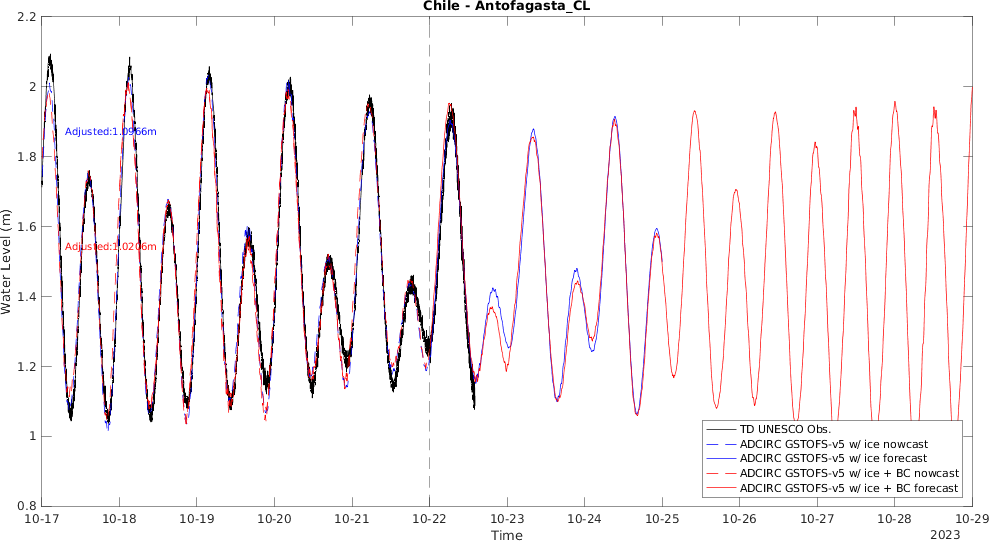 Chile - Antofagasta_CL
2.2
2
1.8
1.6
1.4
1.2
1
0.8
Water Level (m)
Adjusted:1.0966m
Adjusted:1.0206m
TD UNESCO Obs.
ADCIRC GSTOFS-v5 w/ ice nowcast
ADCIRC GSTOFS-v5 w/ ice forecast
ADCIRC GSTOFS-v5 w/ ice + BC nowcast
ADCIRC GSTOFS-v5 w/ ice + BC forecast
10-17 10-18 10-19 10-20 10-21 10-22 10-23 10-24 10-25 10-26 10-27 10-28 10-29
Time
2023